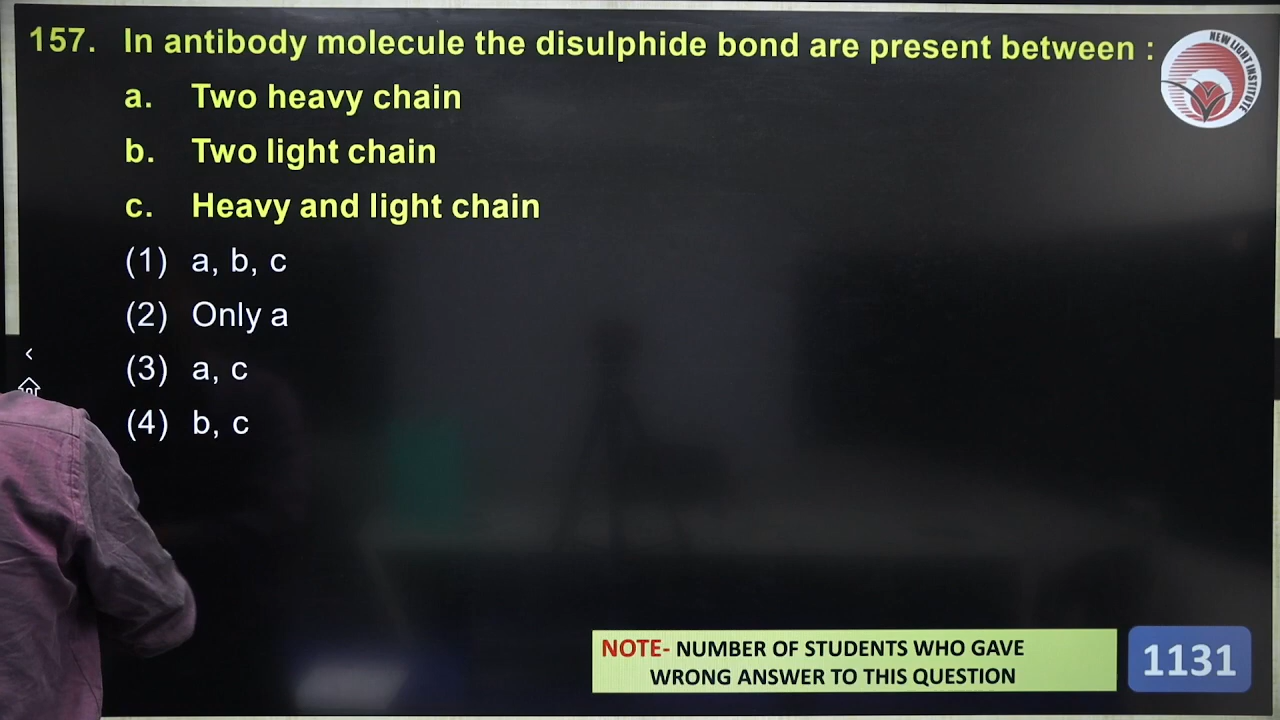 157. In antibody molecule the disulphide bond are present between :
a. Two heavy chain
b. Two light chain
c. Heavy and light chain
(1) a, b, c
(2) Only a
(3) a, c
(4) b, c
NEW LIGHT INSTITUTE
NOTE- NUMBER OF STUDENTS WHO GAVE
WRONG ANSWER TO THIS QUESTION
1131